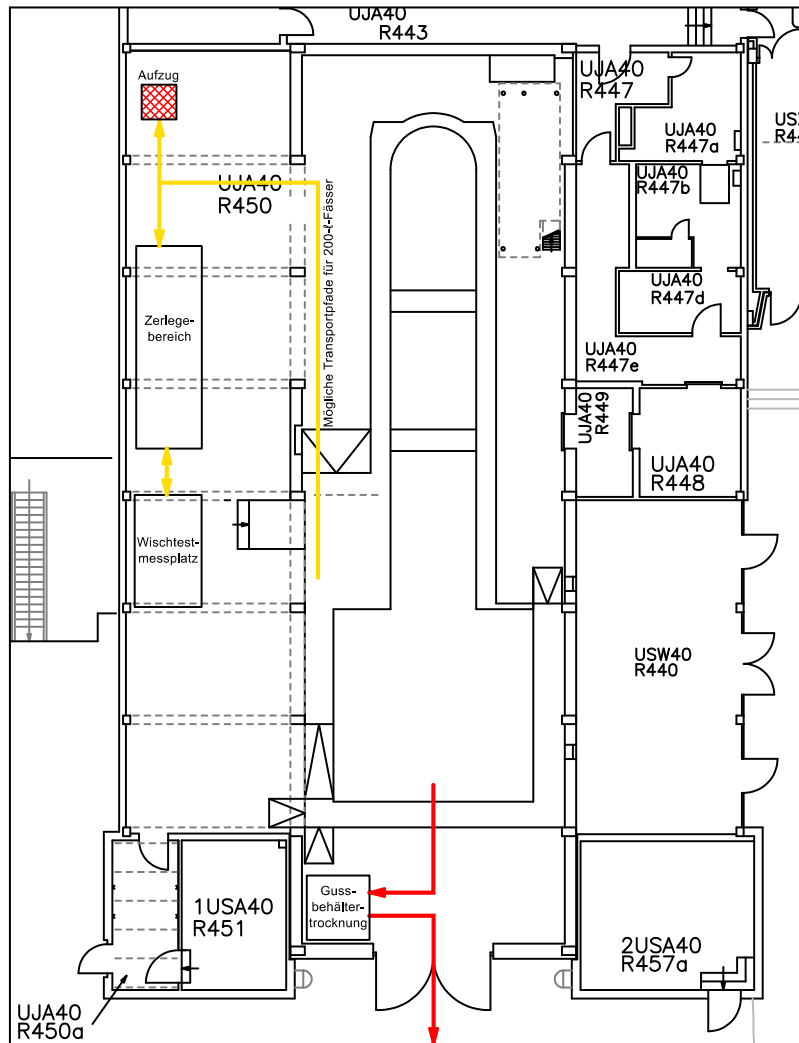 UJA40
R443
Aufzug
UJA40
R447
UJA40
R447a
UJA40
R447b
UJA40
R450
Mögliche Transportpfade für 200-ℓ-Fässer
UJA40
R447d
Zerlege-
bereich
UJA40
R447e
UJA40
R449
UJA40
R448
Wischtest-
messplatz
USW40
R440
Guss-
behälter-
trocknung
1USA40
R451
2USA40
R457a
UJA40
R450a